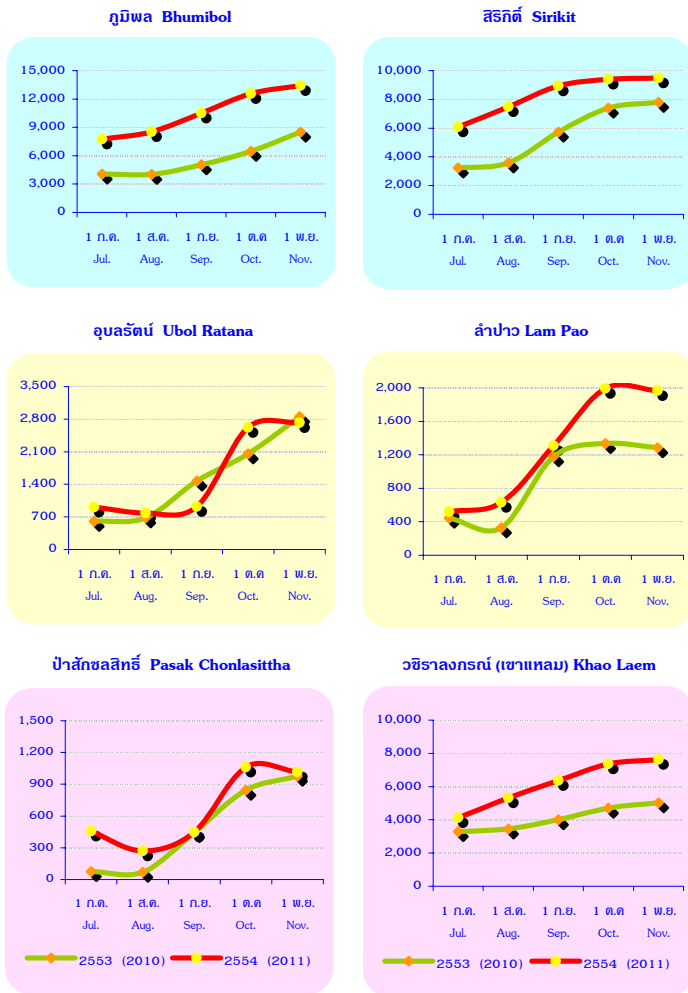 ภูมิพล Bhumibol
15,000
12,000
9,000
6,000
3,000
0
1 ก.ค. 1 ส.ค. 1 ก.ย. 1 ต.ค 1 พ.ย.
Jul. Aug. Sep. Oct. Nov.
สิริกิติ์ Sirikit
10,000
8,000
6,000
4,000
2,000
0
1 ก.ค. 1 ส.ค. 1 ก.ย. 1 ต.ค 1 พ.ย.
Jul. Aug. Sep. Oct. Nov.
อุบลรัตน์ Ubol Ratana
3,500
2,800
2,100
1,400
700
0
1 ก.ค. 1 ส.ค. 1 ก.ย. 1 ต.ค 1 พ.ย.
Jul. Aug. Sep. Oct. Nov.
ลำปาว Lam Pao
2,000
1,600
1,200
800
400
0
1 ก.ค. 1 ส.ค. 1 ก.ย. 1 ต.ค 1 พ.ย.
Jul. Aug. Sep. Oct. Nov.
ป่าสักชลสิทธิ์ Pasak Chonlasittha
1,500
1,200
900
600
300
0
1 ก.ค. 1 ส.ค. 1 ก.ย. 1 ต.ค 1 พ.ย.
Jul. Aug. Sep. Oct. Nov.
2553 (2010) 2554 (2011)
วชิราลงกรณ์ (เขาแหลม) Khao Laem
10,000
8,000
6,000
4,000
2,000
0
1 ก.ค. 1 ส.ค. 1 ก.ย. 1 ต.ค 1 พ.ย.
Jul. Aug. Sep. Oct. Nov.
2553 (2010) 2554 (2011)